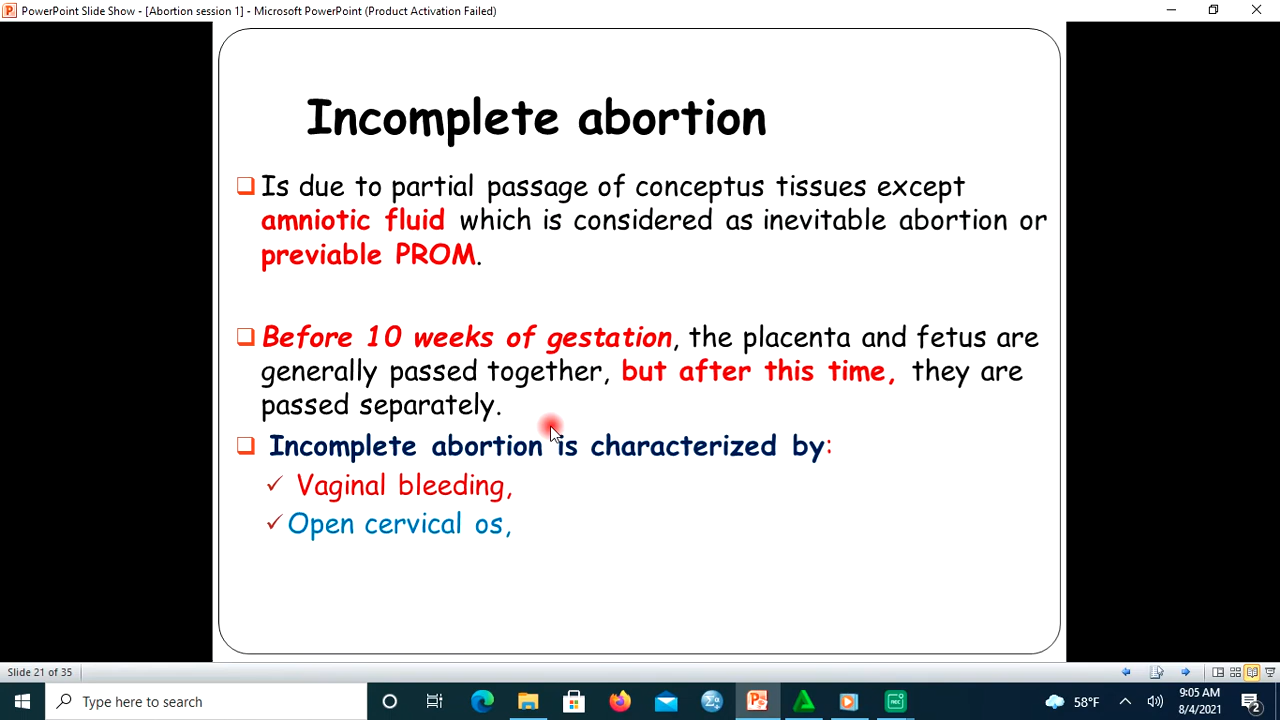 PowerPoint Slide Show - [Abortion session 1] - Microsoft PowerPoint (Product Activation Failed)
Incomplete abortion
Is due to partial passage of conceptus tissues except
amniotic fluid which is considered as inevitable abortion or
previable PROM.
Before 10 weeks of gestation, the placenta and fetus are
generally passed together, but after this time, they are
passed separately.
Incomplete abortion is characterized by:
Vaginal bleeding,
Open cervical os,
Slide 21 of 35
Type here to search
58°F
9:05 AM
8/4/2021
2